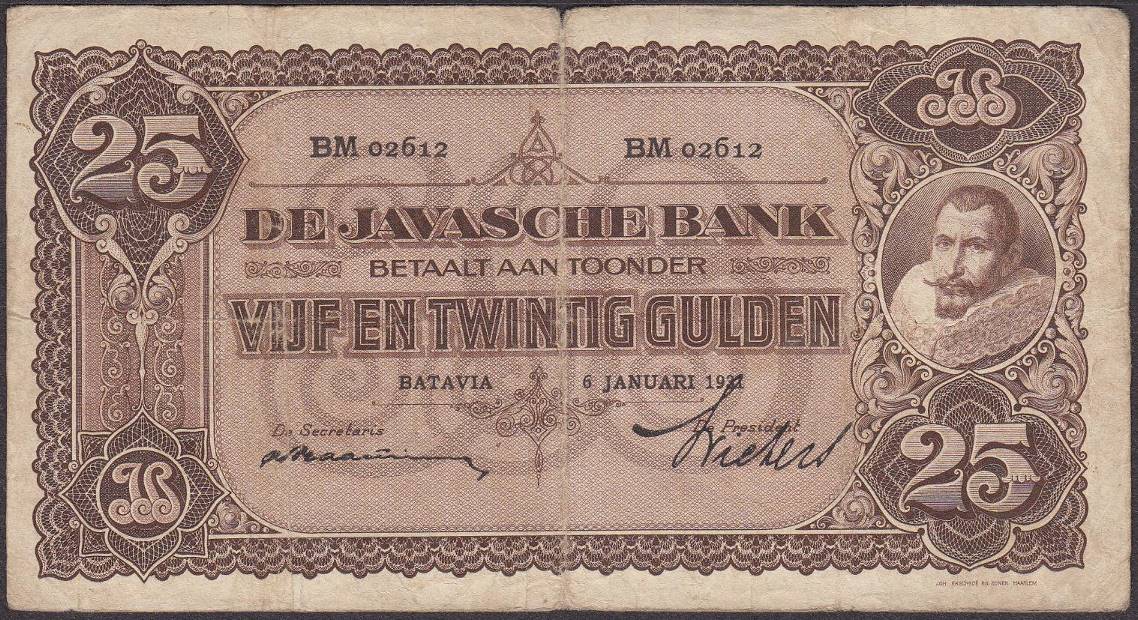 25
JB
BM 02612
BM 02612
DE JAVASCHE BANK
BETAALT AAN TOONDER
VIJF EN TWINTIG GULDEN
BATAVIA 6 JANUARI 1921
De Secretaris
De President
JB
25
JOH. ENSCHEDÉ EN ZONEN. HAARLEM